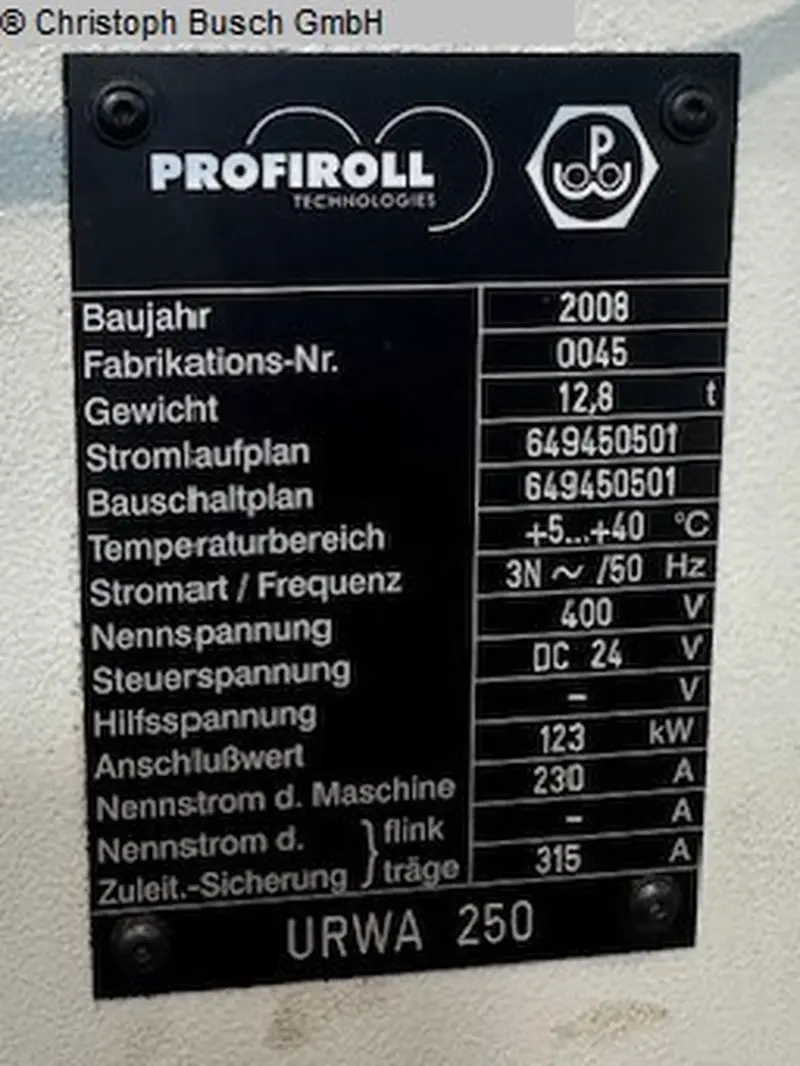 ® Christoph Busch GmbH
PROFIROLL
TECHNOLOGIES
P
Baujahr 2008
Fabrikations-Nr. 0045
Gewicht 12,8 t
Stromlaufplan 649450501
Bauschaltplan 649450501
Temperaturbereich +5...+40 °C
Stromart / Frequenz 3N ~ /50 Hz
Nennspannung 400 V
Steuerspannung DC 24 V
Hilfsspannung – V
Anschlußwert 123 kW
Nennstrom d. Maschine 230 A
Nennstrom d. } flink – A
Zuleit.-Sicherung } träge 315 A
URWA 250